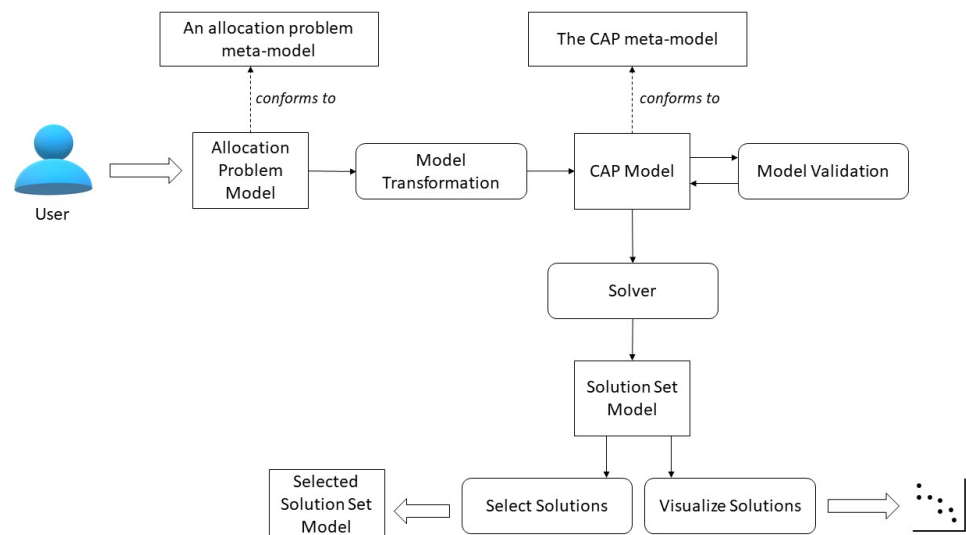 An allocation problem
meta-model
The CAP meta-model
conforms to
conforms to
User
Allocation
Problem
Model
Model
Transformation
CAP Model
Model Validation
Solver
Solution Set
Model
Selected
Solution Set
Model
Select Solutions
Visualize Solutions